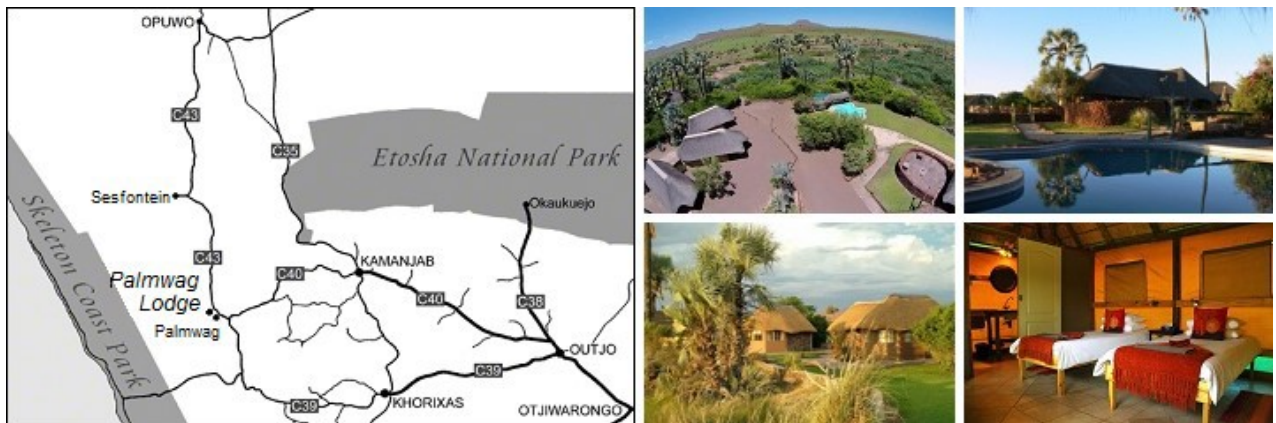 OPUWO
C43
C35
Etosha National Park
Sesfontein
Okaukuejo
Skeleton Coast Park
C43
KAMANJAB
C40
Palmwag
Lodge
C40
C38
Palmwag
OUTJO
C39
C39
KHORIXAS
OTJIWARONGO